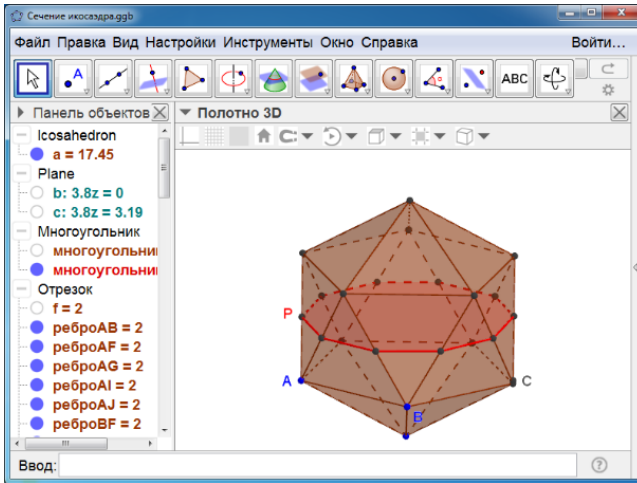 Сечение икосаэдра.ggb
Файл Правка Вид Настройки Инструменты Окно Справка Войти...
A ABC
Панель объектов
Полотно 3D
Icosahedron
a = 17.45
Plane
b: 3.8z = 0
c: 3.8z = 3.19
Многоугольник
многоугольни
многоугольни
Отрезок
f = 2
реброAB = 2
реброAF = 2
реброAG = 2
реброAI = 2
реброAJ = 2
реброBF = 2
P
A
B
C
Ввод: